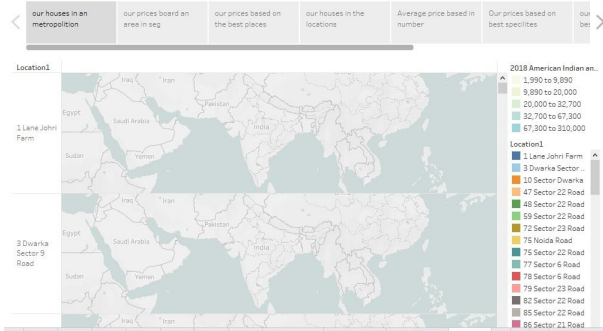 our houses in an
metropolition
our prices board an
area in seg
our prices based on
the best places
our houses in the
locations
Average price based in
number
Our prices based on
best specilites
our
bes
Location1
1 Lane Johri
Farm
Iraq
Iran
Egypt
Pakistan
Saudi Arabia
India
Sudan
Yemen
3 Dwarka
Sector 9
Road
Iraq
Iran
Egypt
Pakistan
Saudi Arabia
India
Sudan
Yemen
Iraq
Iran
2018 American Indian an..
1,990 to 9,890
9,890 to 20,000
20,000 to 32,700
32,700 to 67,300
67,300 to 310,000
Location1
1 Lane Johri Farm
3 Dwarka Sector ..
10 Sector Dwarka
47 Sector 22 Road
48 Sector 22 Road
59 Sector 22 Road
72 Sector 23 Road
75 Noida Road
75 Sector 22 Road
77 Sector 6 Road
78 Sector 6 Road
79 Sector 23 Road
82 Sector 22 Road
85 Sector 22 Road
86 Sector 21 Road